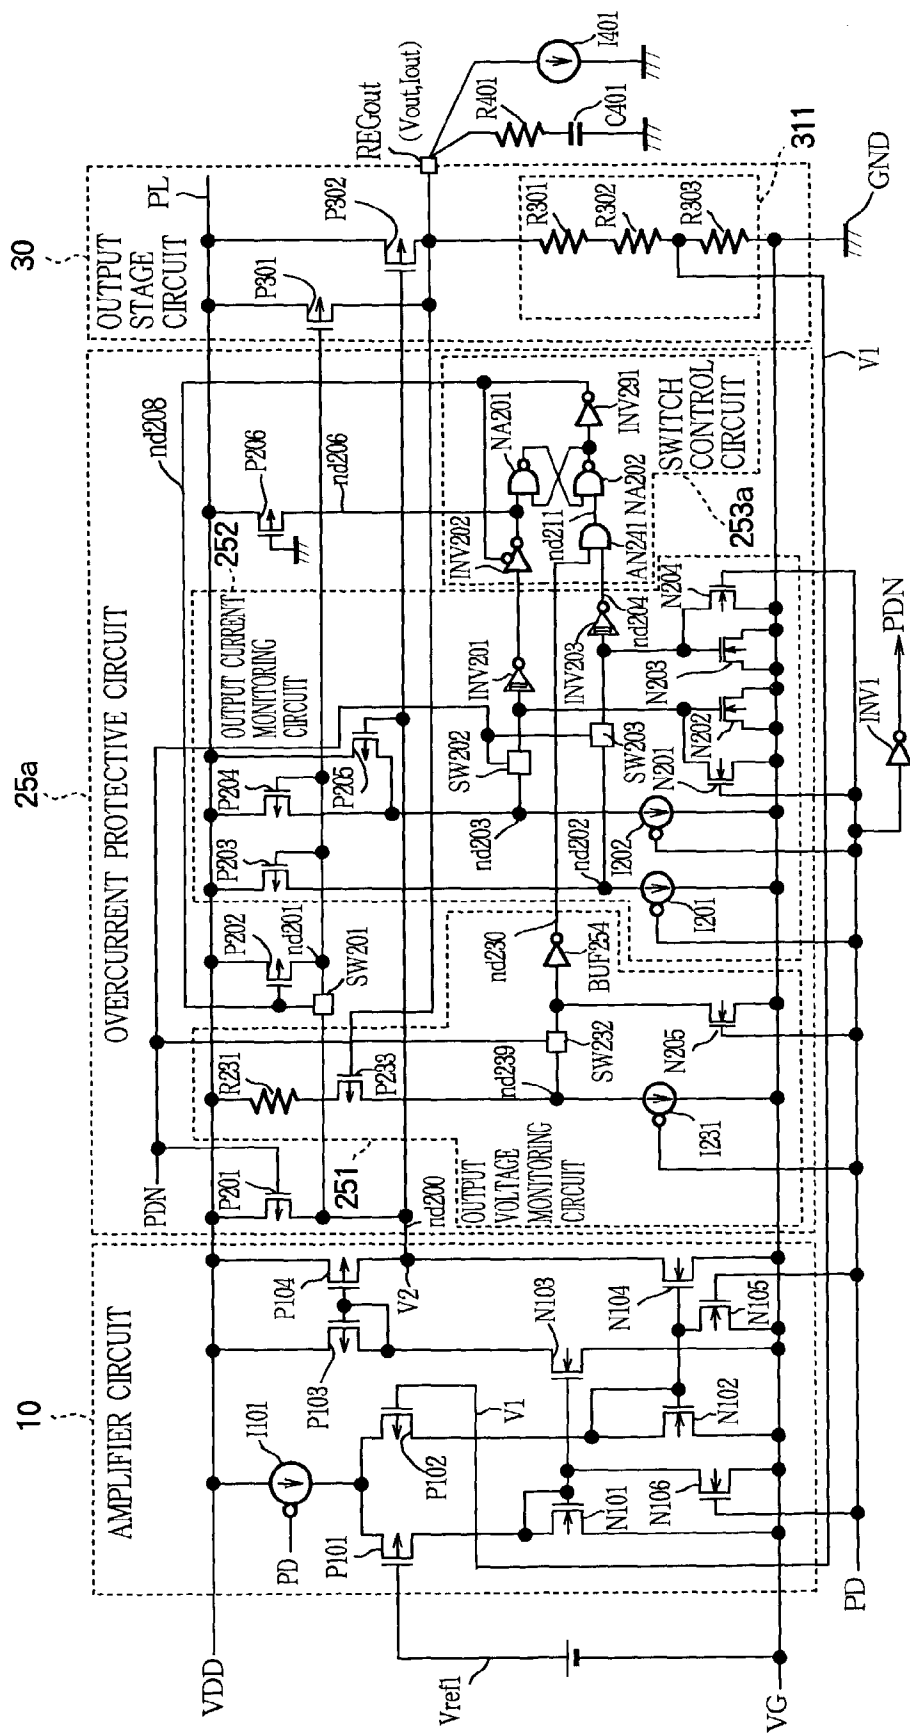 10
AMPLIFIER CIRCUIT
25a
OVERCURRENT PROTECTIVE CIRCUIT
30
OUTPUT
STAGE
CIRCUIT
VDD
PL
I101
PD
P101
P102
P103
P104
V2
V1
N101
N102
N103
N104
N105
N106
Vref1
VG
PD
PDN
P201
nd200
251
OUTPUT
VOLTAGE
MONITORING
CIRCUIT
R231
P233
nd239
SW232
I231
N205
nd230
BUF254
P202
nd201
SW201
252
OUTPUT CURRENT
MONITORING
CIRCUIT
P203
P204
P205
nd203
nd202
SW202
SW203
I202
I201
INV201
INV203
nd204
N201
N202
N203
N204
nd208
P206
nd206
INV202
NA201
nd211
AN241
NA202
INV291
SWITCH
CONTROL
CIRCUIT
253a
INV1
PDN
P301
P302
REGout
(Vout,Iout)
R301
R302
R303
311
V1
GND
R401
C401
I401